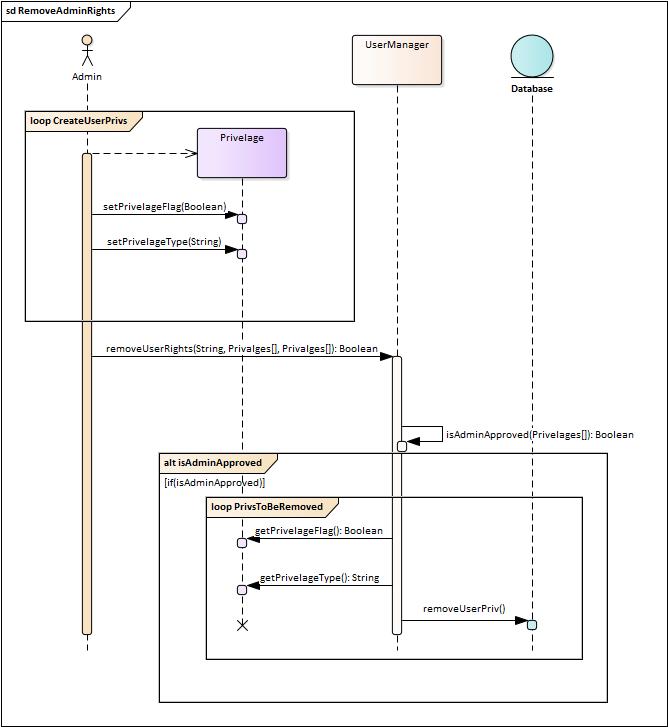 sd RemoveAdminRights
Admin
UserManager
Database
loop CreateUserPrivs
Privelage
setPrivelageFlag(Boolean)
setPrivelageType(String)
removeUserRights(String, Privalges[], Privalges[]): Boolean
isAdminApproved(Privelages[]): Boolean
alt isAdminApproved
[if(isAdminApproved)]
loop PrivsToBeRemoved
getPrivelageFlag(): Boolean
getPrivelageType(): String
removeUserPriv()